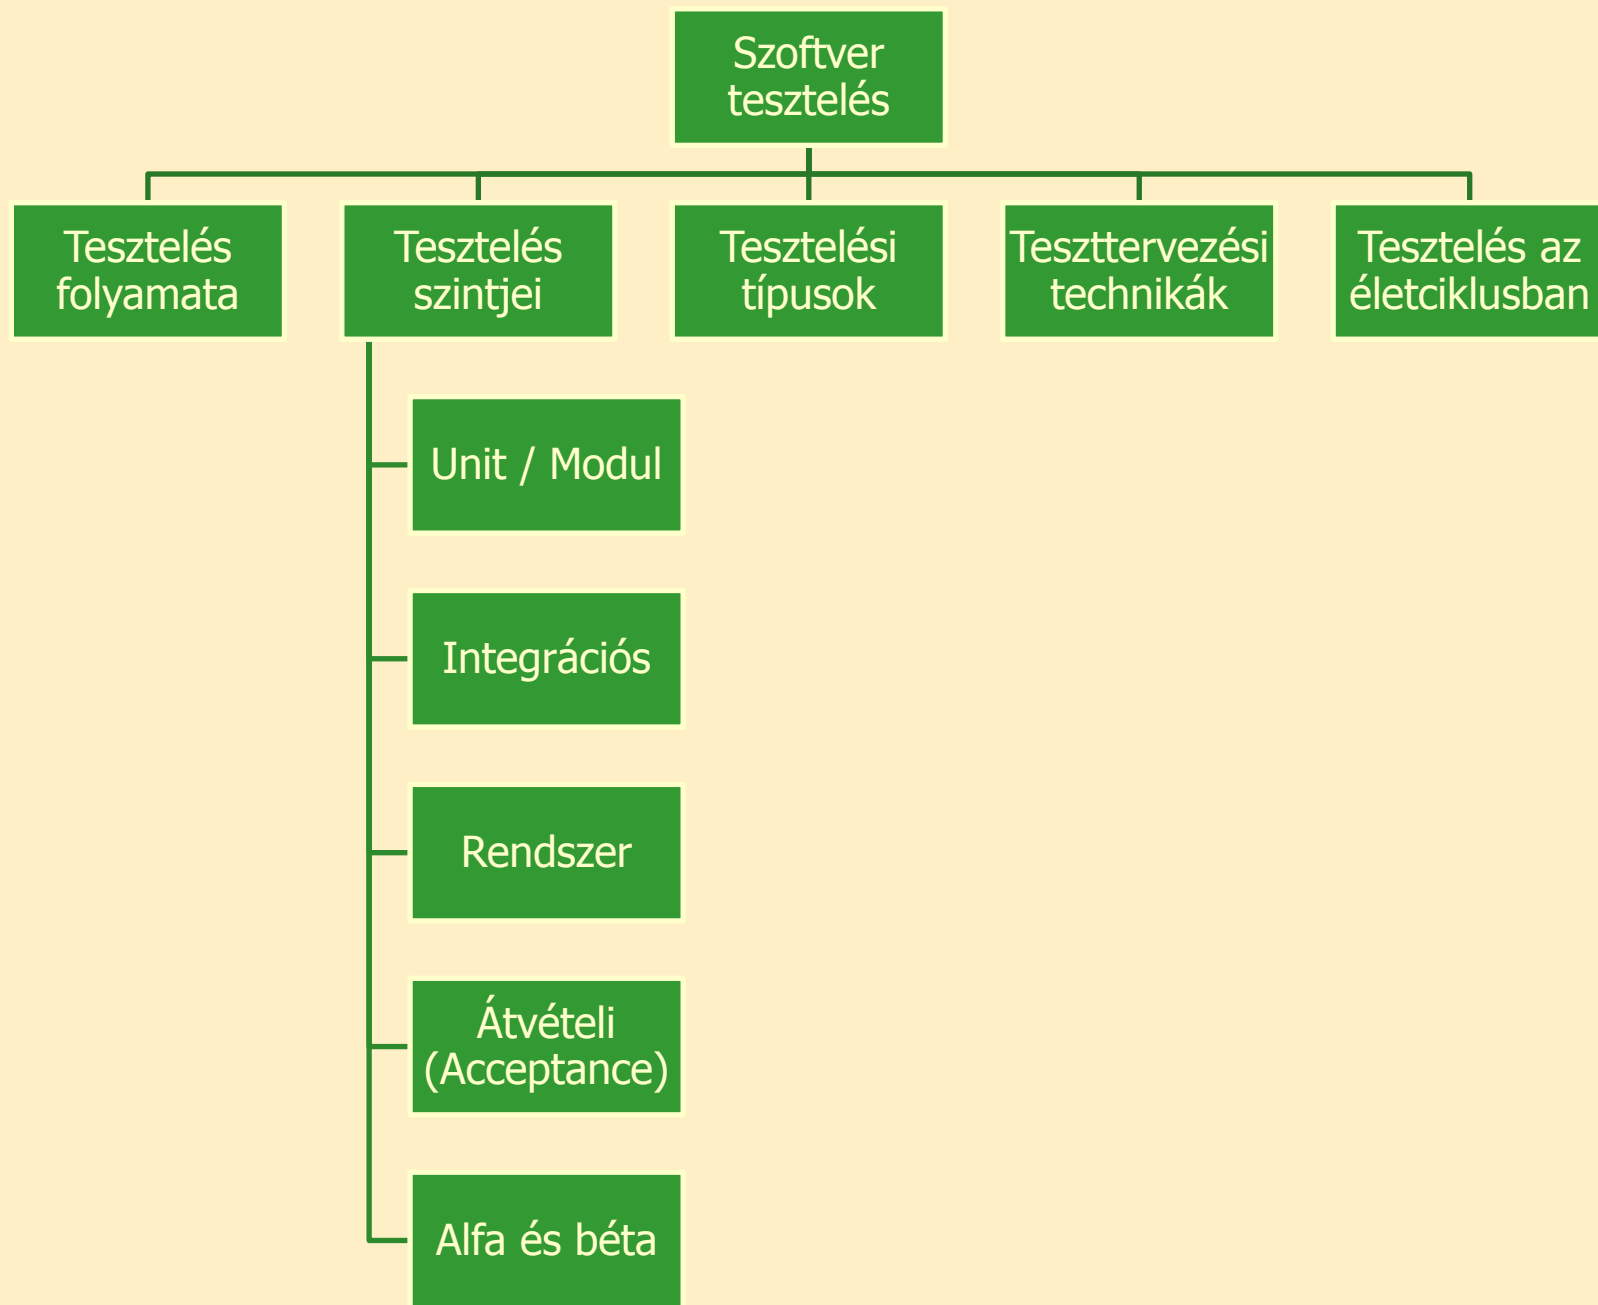 Szoftver
tesztelés
Tesztelés
folyamata
Tesztelés
szintjei
Tesztelési
típusok
Teszttervezési
technikák
Tesztelés az
életciklusban
Unit / Modul
Integrációs
Rendszer
Átvételi
(Acceptance)
Alfa és béta